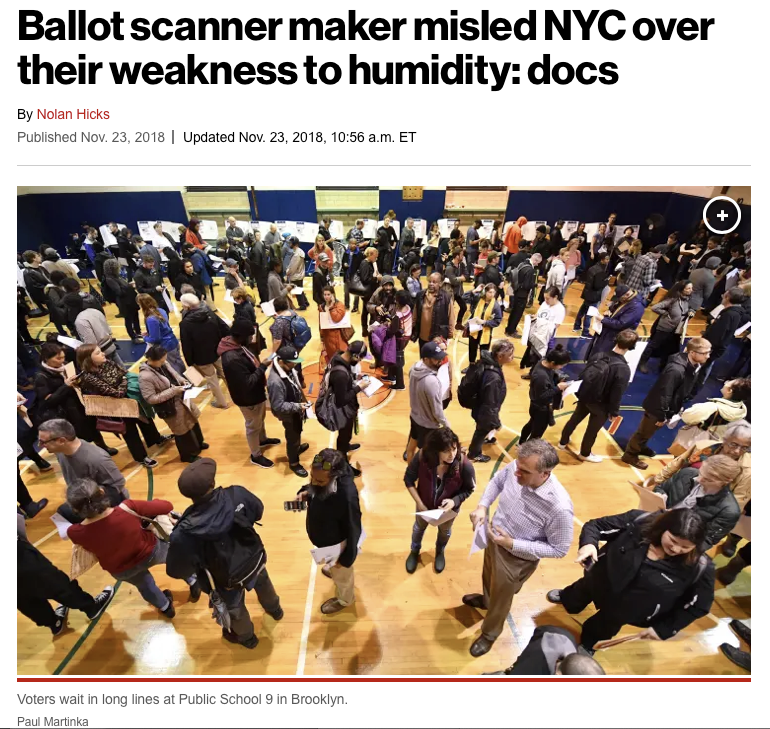 Ballot scanner maker misled NYC over
their weakness to humidity: docs
By Nolan Hicks
Published Nov. 23, 2018 | Updated Nov. 23, 2018, 10:56 a.m. ET
Voters wait in long lines at Public School 9 in Brooklyn.
Paul Martinka